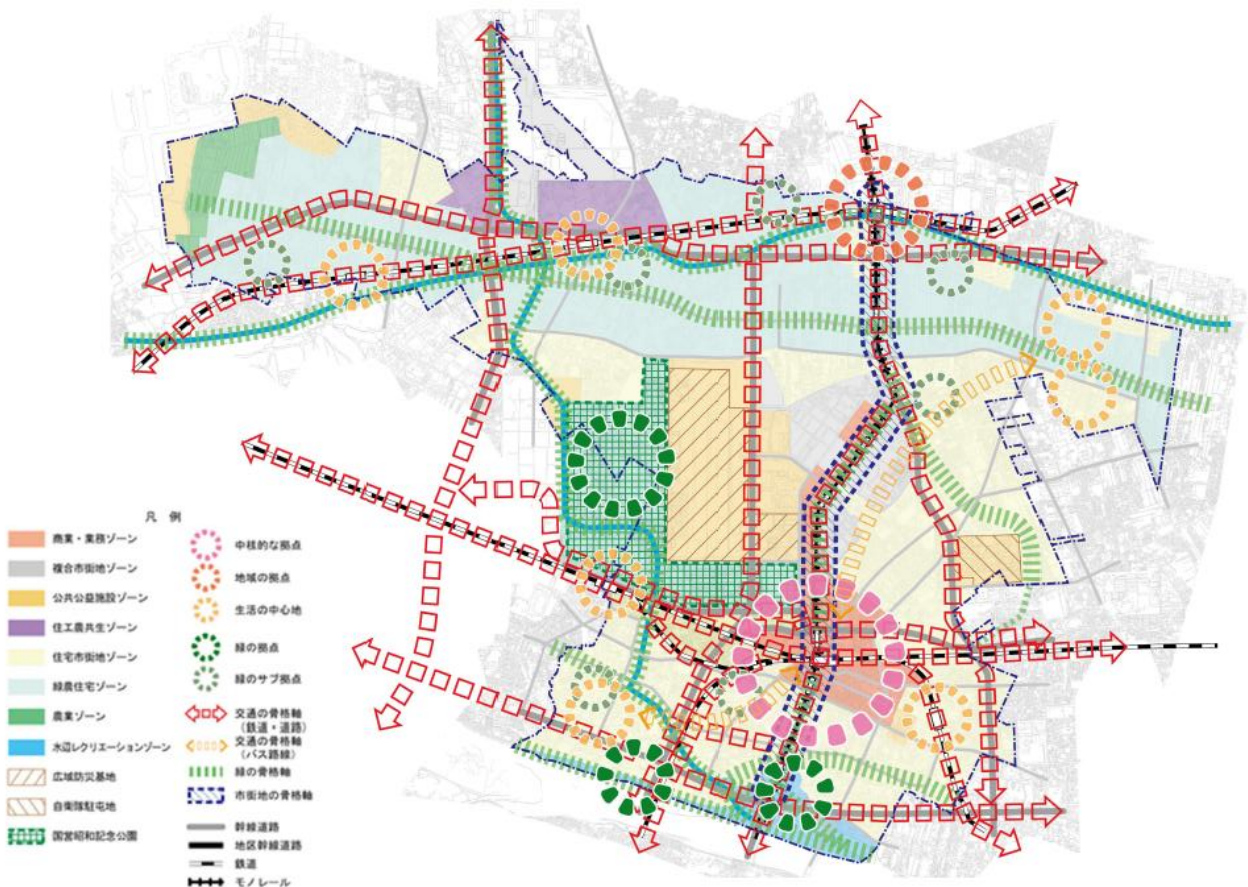 凡 例
商業・業務ゾーン
複合市街地ゾーン
公共公益施設ゾーン
住工農共生ゾーン
住宅市街地ゾーン
緑農住宅ゾーン
農業ゾーン
水辺レクリエーションゾーン
広域防災基地
自衛隊駐屯地
国営昭和記念公園
中核的な拠点
地域の拠点
生活の中心地
緑の拠点
緑のサブ拠点
交通の骨格軸
(鉄道・道路)
交通の骨格軸
(バス路線)
緑の骨格軸
市街地の骨格軸
幹線道路
地区幹線道路
鉄道
モノレール